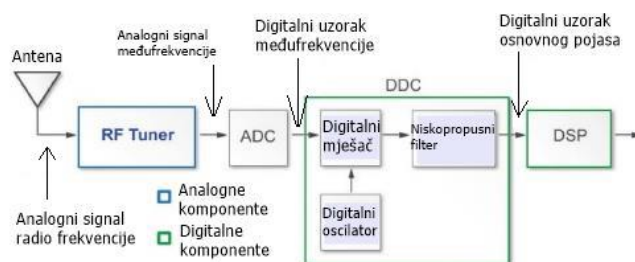 Antena
Analogni signal
međufrekvencije
Digitalni uzorak
međufrekvencije
Digitalni uzorak
osnovnog pojasa
DDC
RF Tuner
ADC
Digitalni
mješač
Niskopropusni
filter
DSP
Digitalni
oscilator
Analogni signal
radio frekvencije
Analogne
komponente
Digitalne
komponente